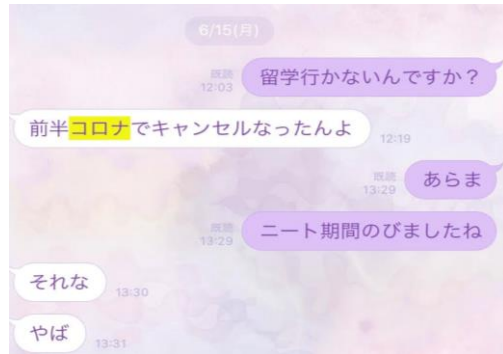 6/15(月)
留学行かないんですか？
既読
12:03
前半コロナでキャンセルなったんよ
12:19
あらま
既読
13:29
ニート期間のびましたね
既読
13:29
それな
13:30
やば
13:31